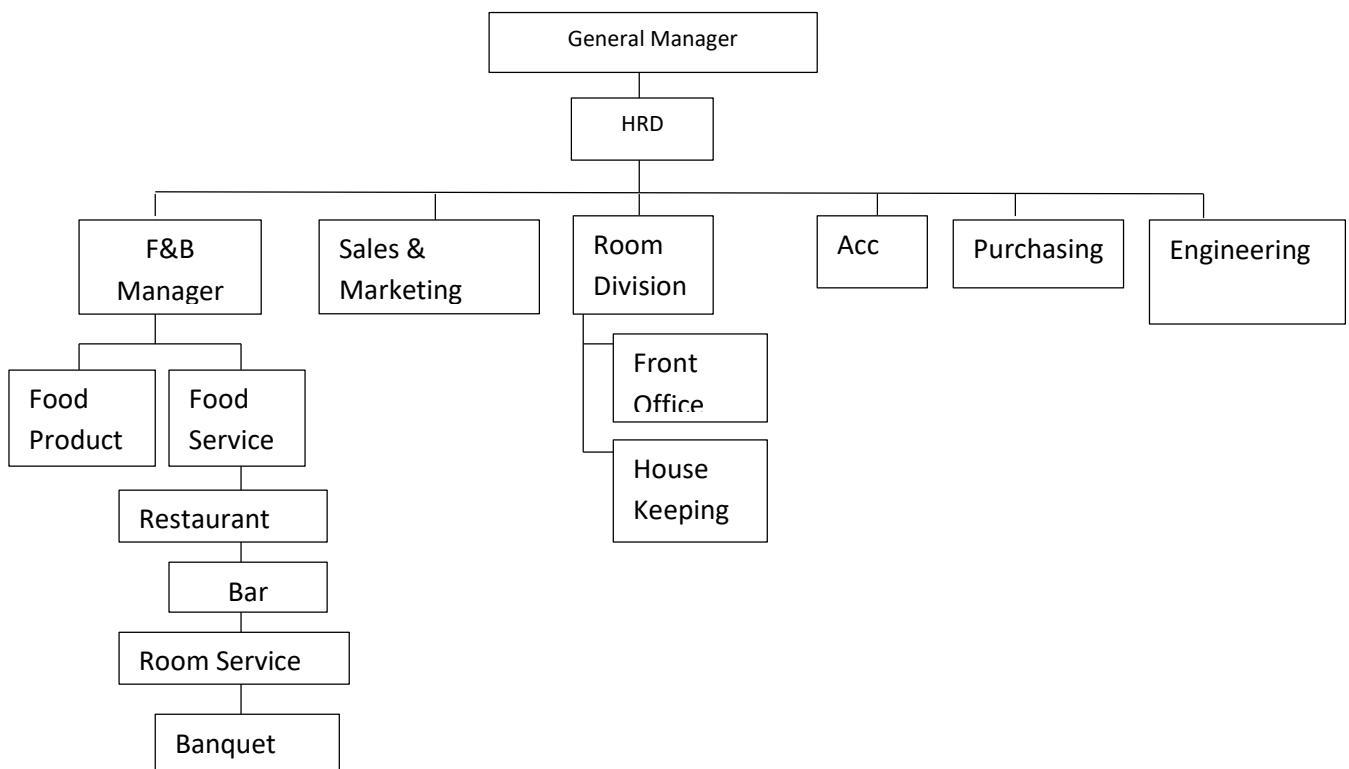 General Manager
HRD
F&B
Manager
Sales &
Marketing
Room
Division
Acc
Purchasing
Engineering
Front
Office
House
Keeping
Food
Product
Food
Service
Restaurant
Bar
Room Service
Banquet